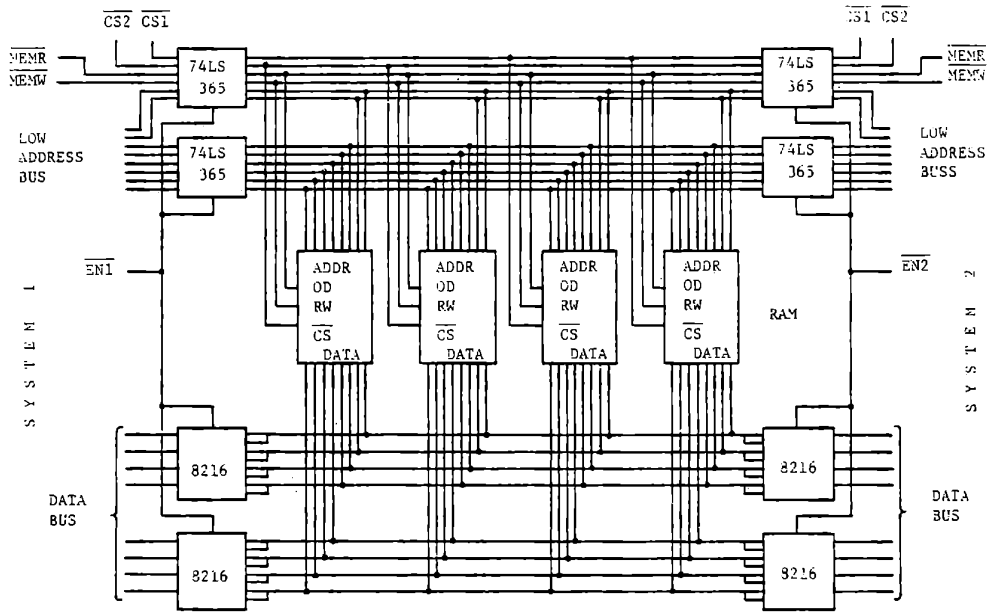 CS2 CS1
CS1 CS2
MEMR
MEMW
74LS
365
74LS
365
MEMR
MEMW
LOW
ADDRESS
BUS
74LS
365
74LS
365
LOW
ADDRESS
BUSS
EN1
EN2
SYSTEM 1
ADDR
OD
RW
CS
DATA
ADDR
OD
RW
CS
DATA
ADDR
OD
RW
CS
DATA
ADDR
OD
RW
CS
DATA
RAM
SYSTEM 2
8216
8216
DATA
BUS
DATA
BUS
8216
8216